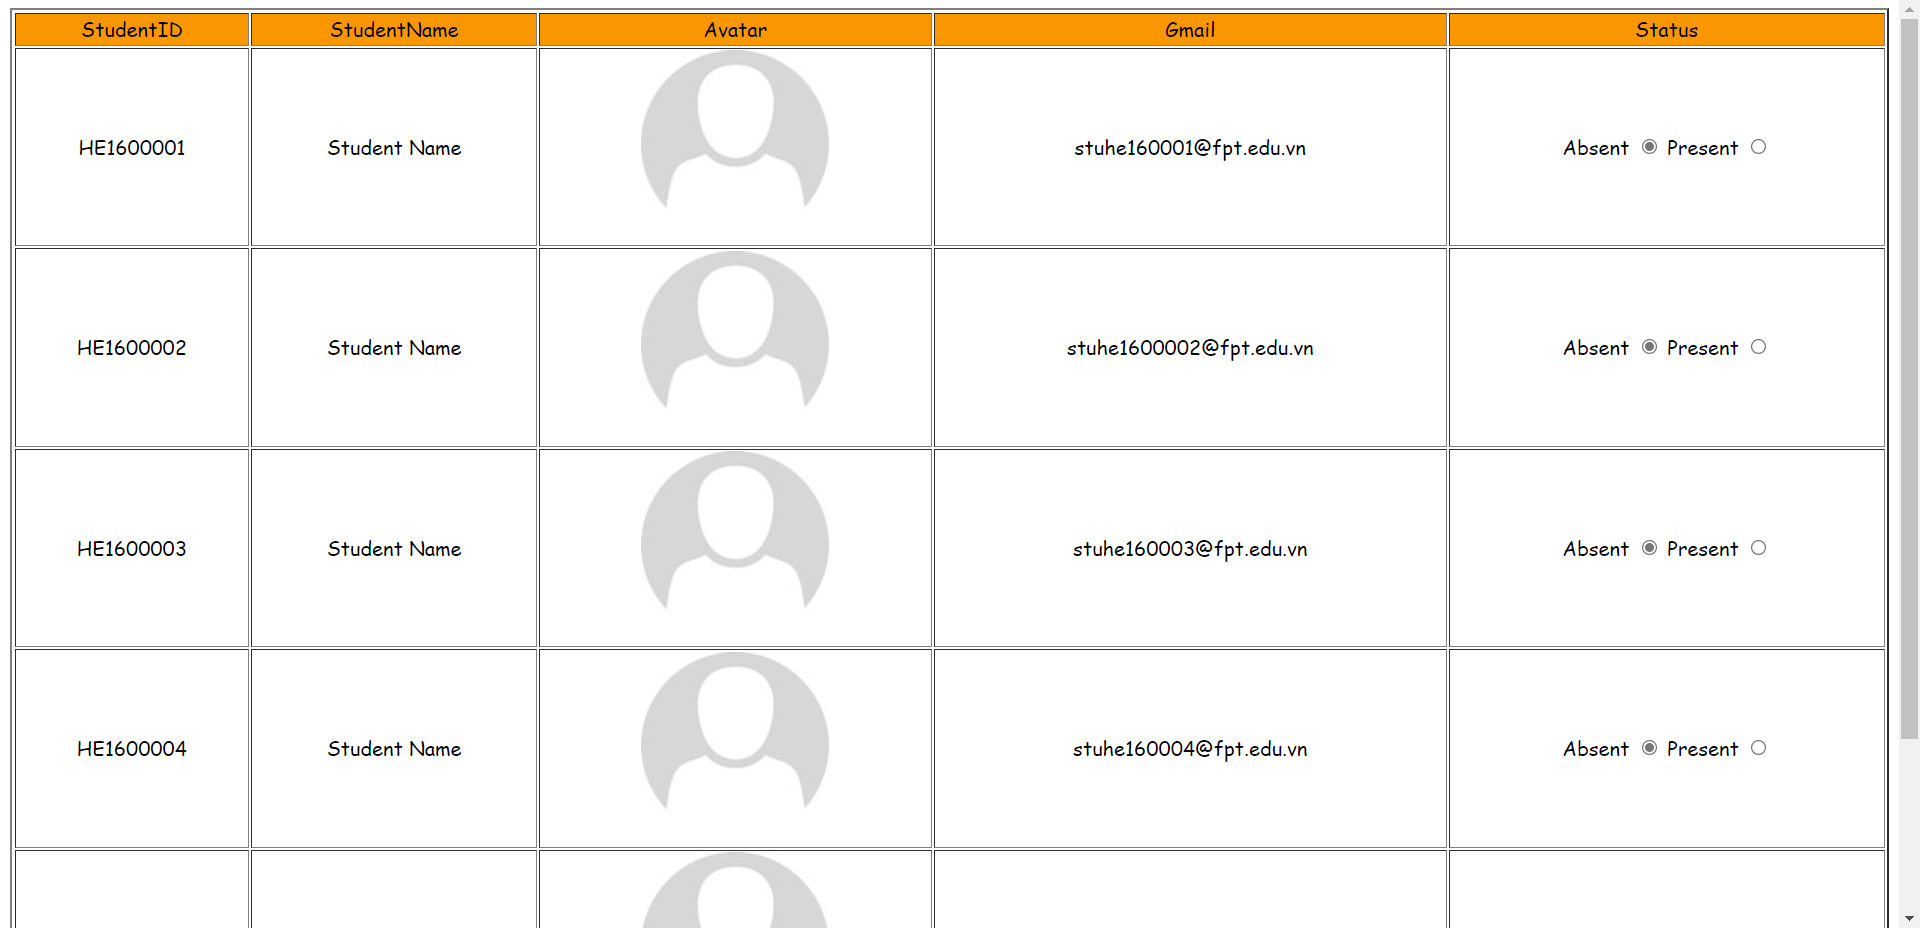 StudentID StudentName Avatar Gmail Status
HE1600001 Student Name stuhe160001@fpt.edu.vn Absent Present
HE1600002 Student Name stuhe1600002@fpt.edu.vn Absent Present
HE1600003 Student Name stuhe160003@fpt.edu.vn Absent Present
HE1600004 Student Name stuhe160004@fpt.edu.vn Absent Present